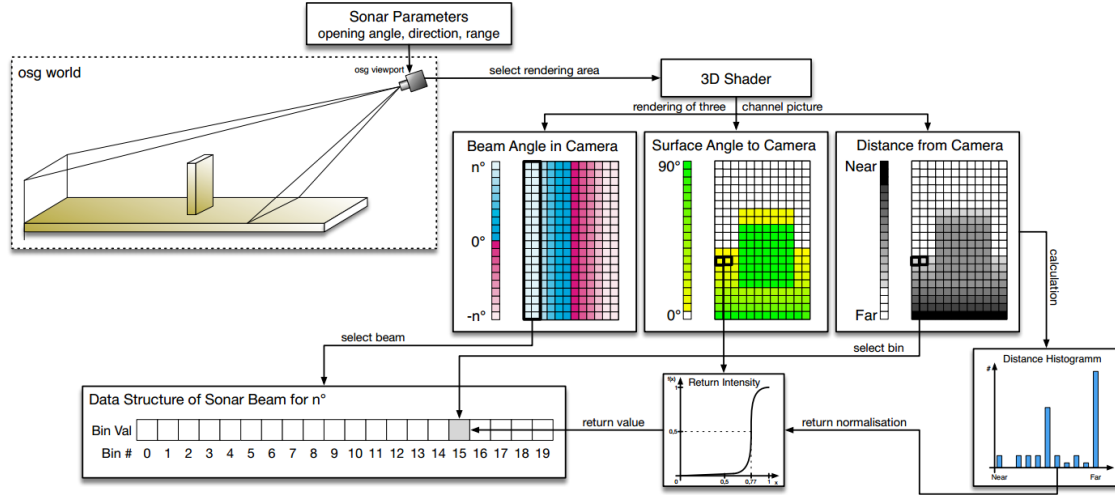 Sonar Parameters
opening angle, direction, range
osg world
osg viewport
select rendering area
3D Shader
rendering of three channel picture
Beam Angle in Camera
n°
0°
-n°
Surface Angle to Camera
90°
0°
Distance from Camera
Near
Far
calculation
select beam
select bin
Data Structure of Sonar Beam for n°
Bin Val
Bin # 0 1 2 3 4 5 6 7 8 9 10 11 12 13 14 15 16 17 18 19
return value
Return Intensity
f(x)
1
0,5
0 0,5 0,77 1 x
return normalisation
Distance Histogramm
#
Near Far